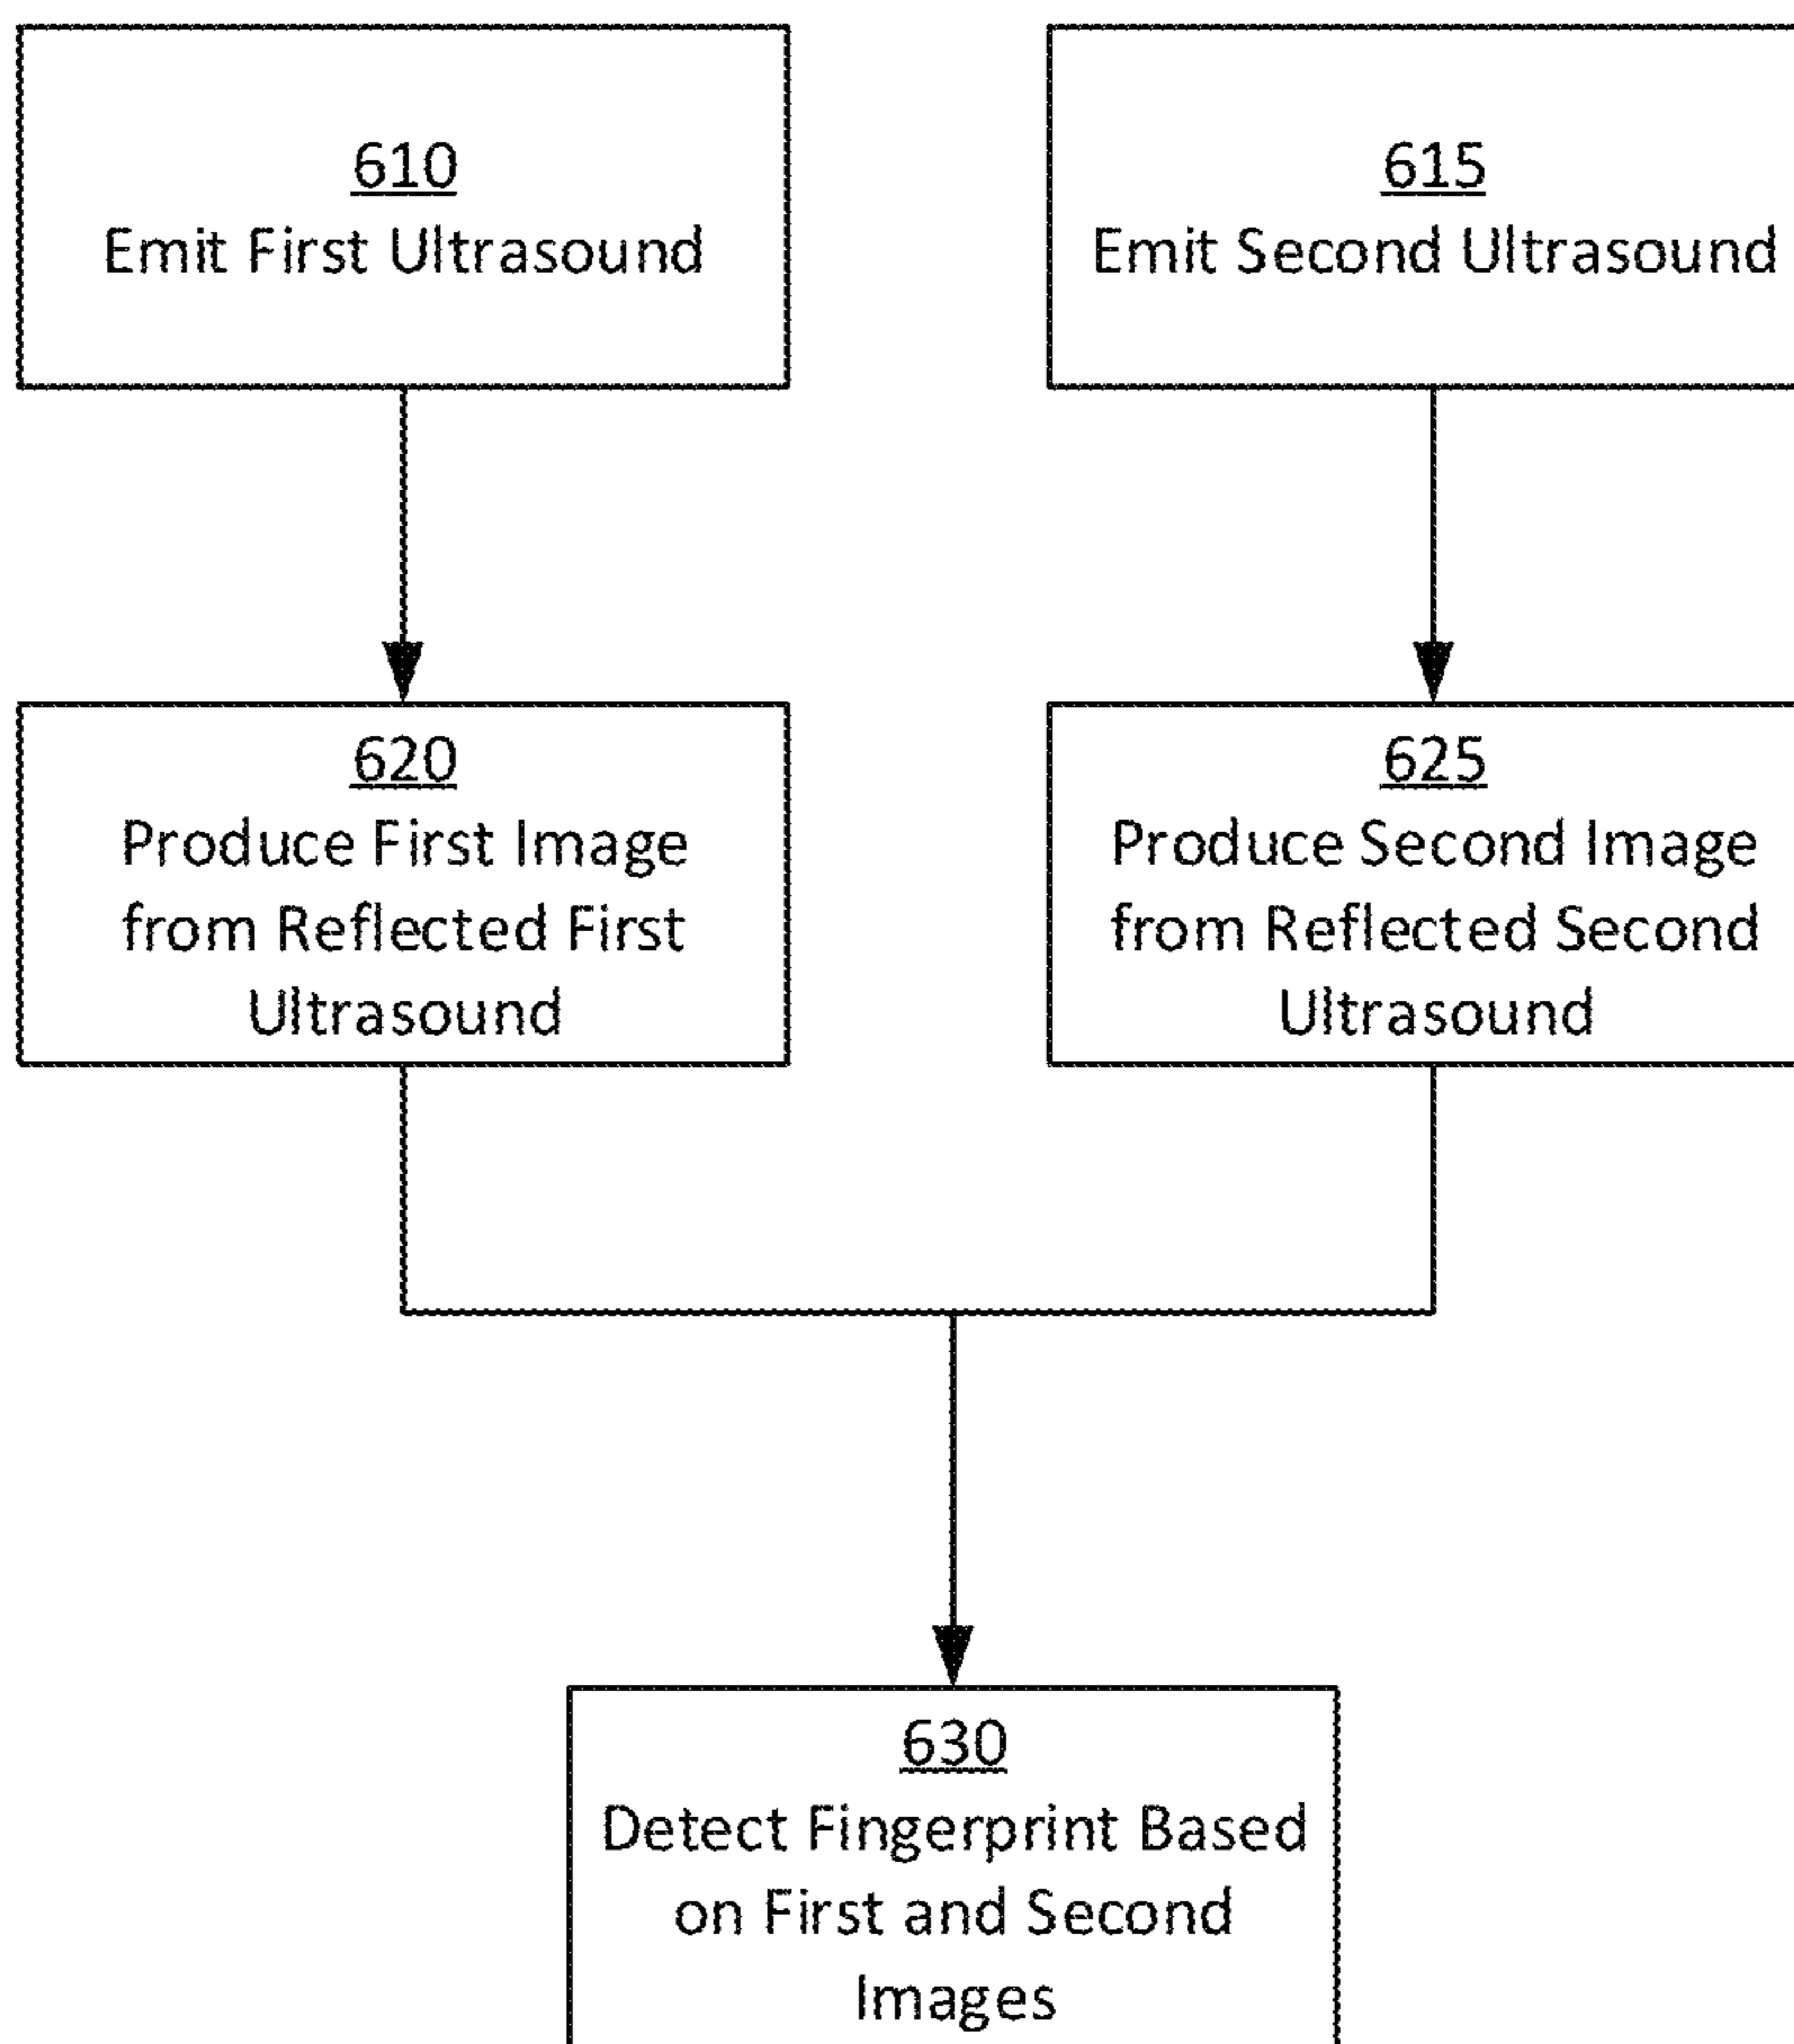 610
Emit First Ultrasound
615
Emit Second Ultrasound
620
Produce First Image
from Reflected First
Ultrasound
625
Produce Second Image
from Reflected Second
Ultrasound
630
Detect Fingerprint Based
on First and Second
Images